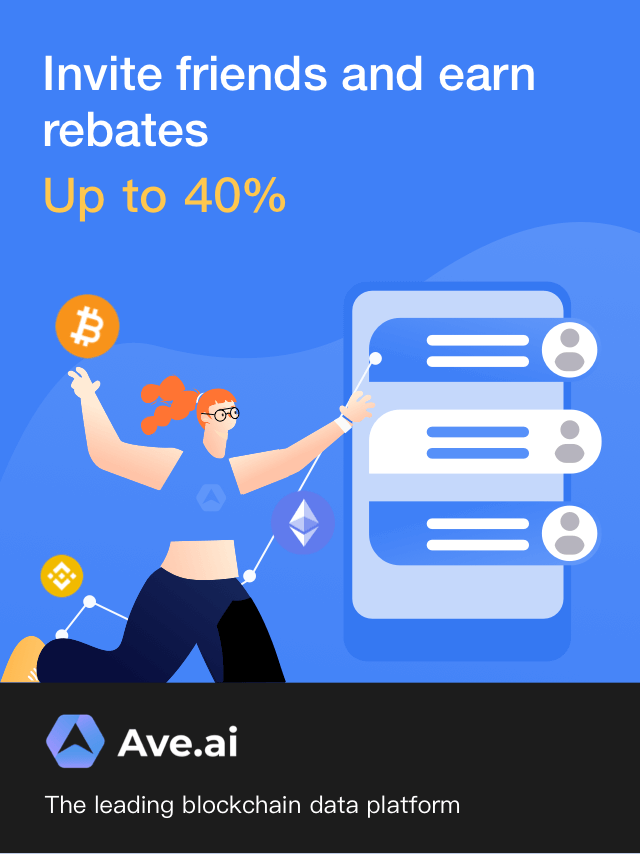 Invite friends and earn
rebates
Up to 40%
Ave.ai
The leading blockchain data platform